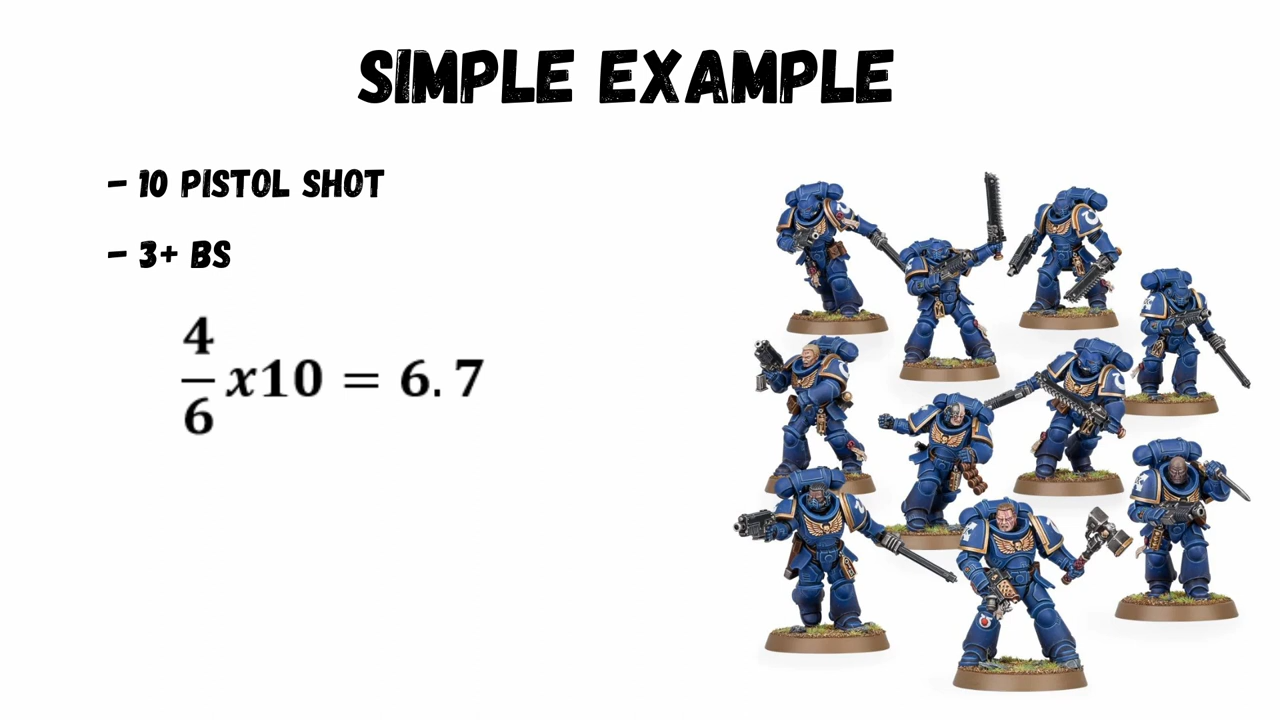 SIMPLE EXAMPLE
- 10 PISTOL SHOT
- 3+ BS
4/6 x10 = 6.7